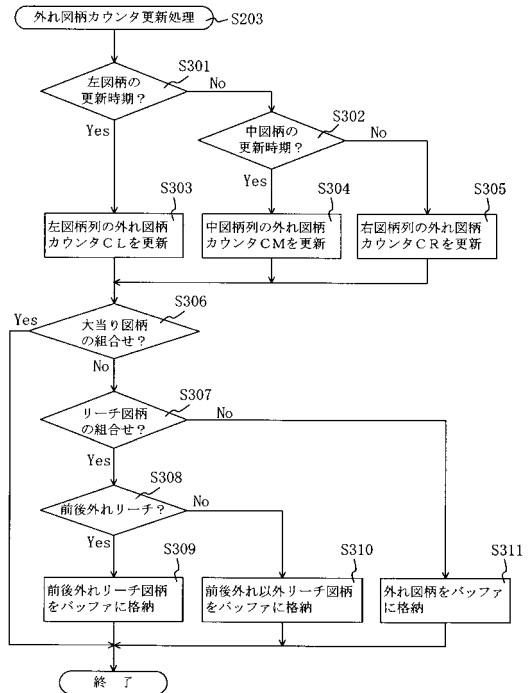 外れ図柄カウンタ更新処理
S203
左図柄の
更新時期？
S301
No
Yes
中図柄の
更新時期？
S302
No
Yes
S303
左図柄列の外れ図柄
カウンタＣＬを更新
S304
中図柄列の外れ図柄
カウンタＣＭを更新
S305
右図柄列の外れ図柄
カウンタＣＲを更新
S306
大当り図柄
の組合せ？
Yes
No
S307
リーチ図柄
の組合せ？
No
Yes
S308
前後外れリーチ？
No
Yes
S309
前後外れリーチ図柄
をバッファに格納
S310
前後外れ以外リーチ図柄
をバッファに格納
S311
外れ図柄をバッファ
に格納
終 了